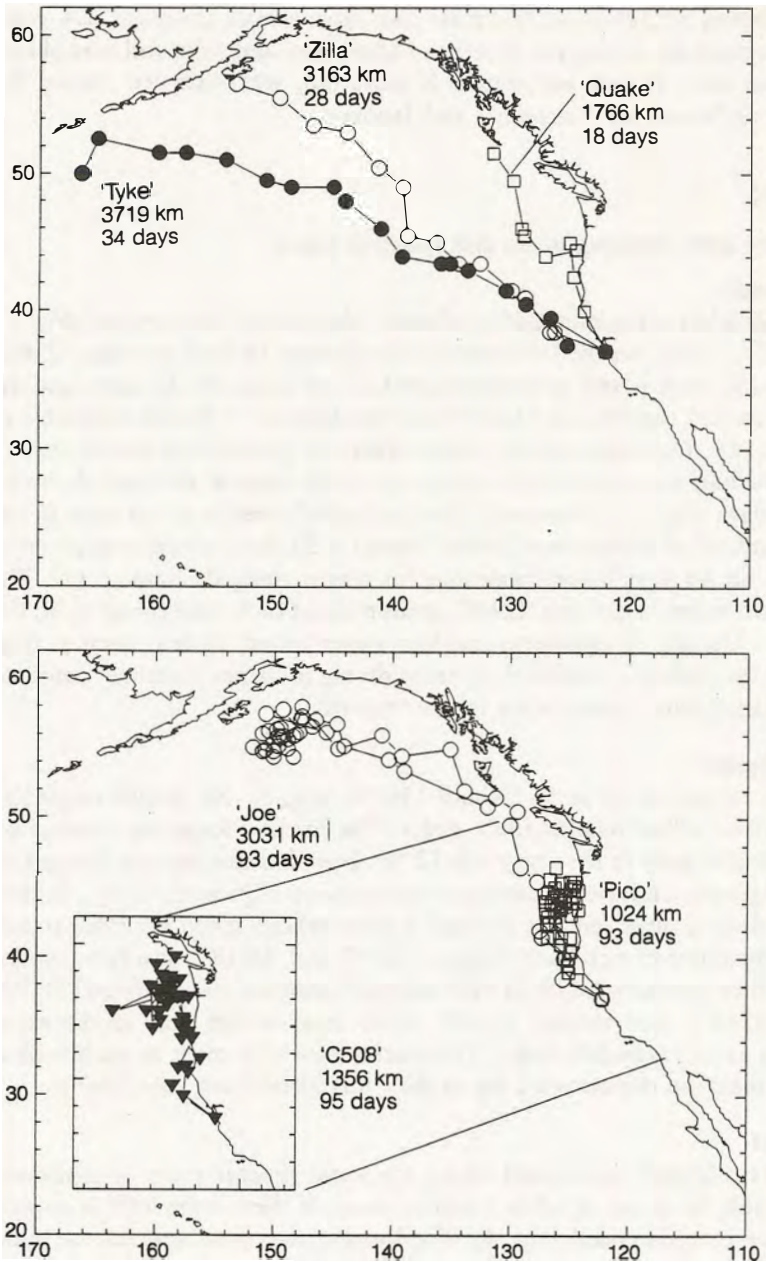 60
50
40
30
20
170
160
150
140
130
120
110
'Zilla'
3163 km
28 days
'Quake'
1766 km
18 days
'Tyke'
3719 km
34 days
60
50
40
30
20
170
160
150
140
130
120
110
'Joe'
3031 km
93 days
'Pico'
1024 km
93 days
'C508'
1356 km
95 days